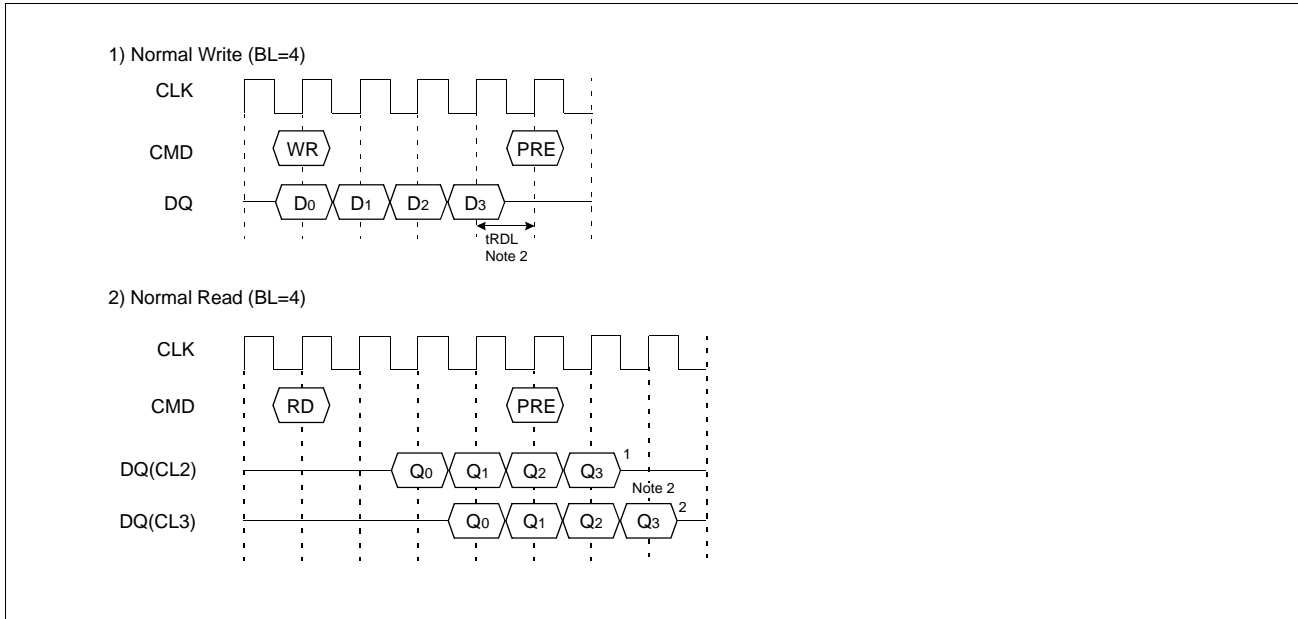 1) Normal Write (BL=4)
CLK
CMD WR PRE
DQ D0 D1 D2 D3
tRDL
Note 2
2) Normal Read (BL=4)
CLK
CMD RD PRE
DQ(CL2) Q0 Q1 Q2 Q3 1
Note 2
DQ(CL3) Q0 Q1 Q2 Q3 2